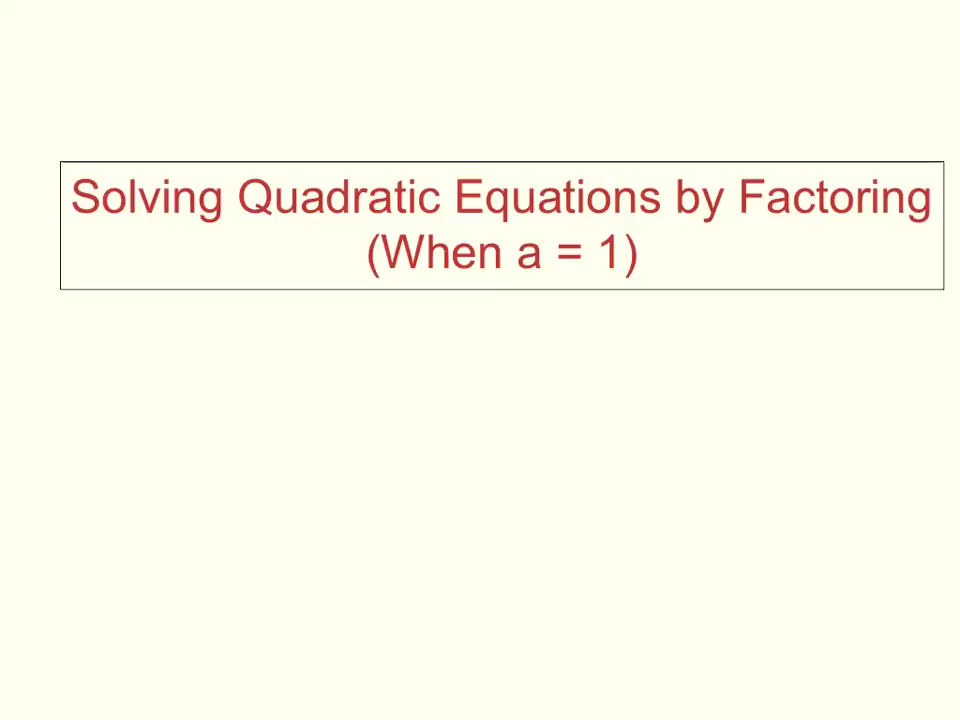 Solving Quadratic Equations by Factoring
(When a = 1)